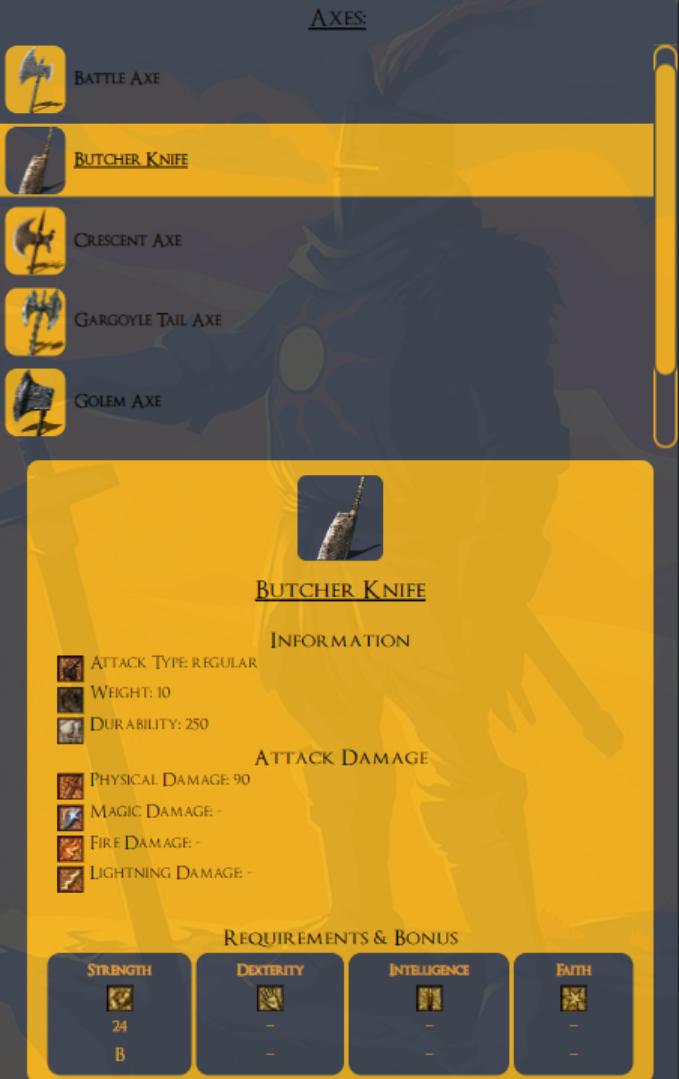 Axes:
Battle Axe
Butcher Knife
Crescent Axe
Gargoyle Tail Axe
Golem Axe
Butcher Knife
Information
Attack Type: regular
Weight: 10
Durability: 250
Attack Damage
Physical Damage: 90
Magic Damage: -
Fire Damage: -
Lightning Damage: -
Requirements & Bonus
Strength Dexterity Intelligence Faith
24 - - -
B - - -